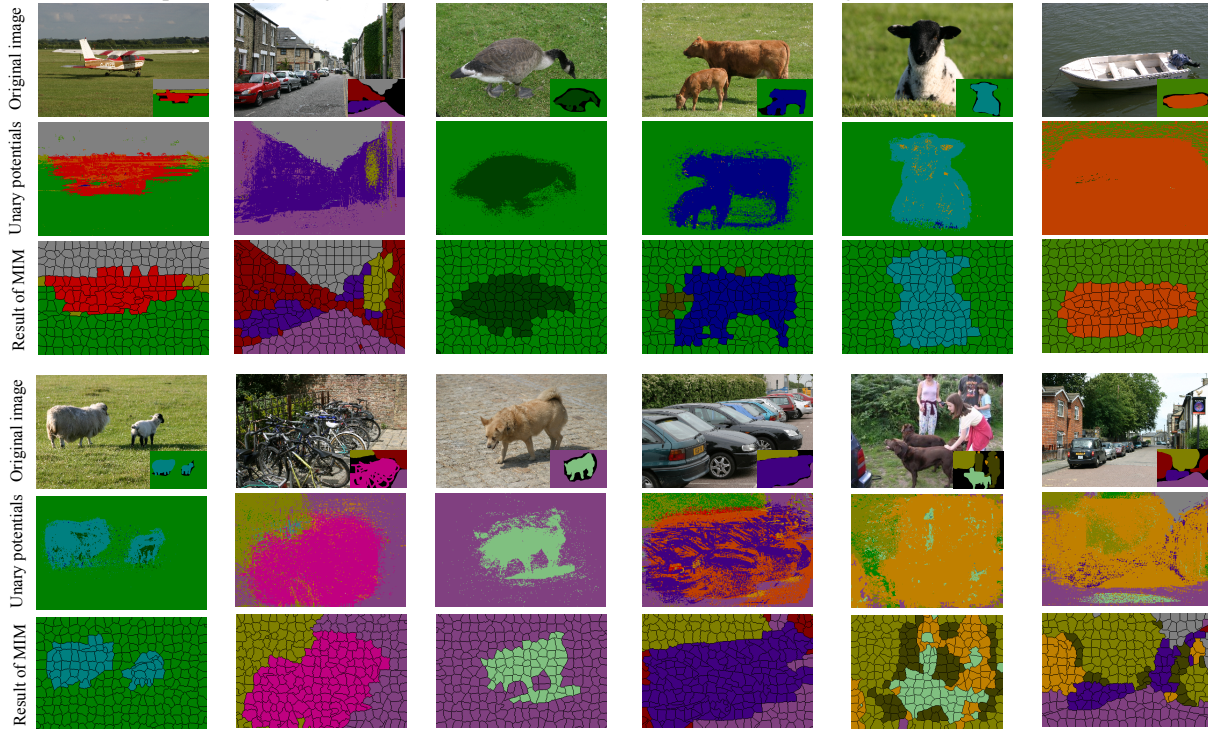 Original image
Unary potentials
Result of MIM
Original image
Unary potentials
Result of MIM